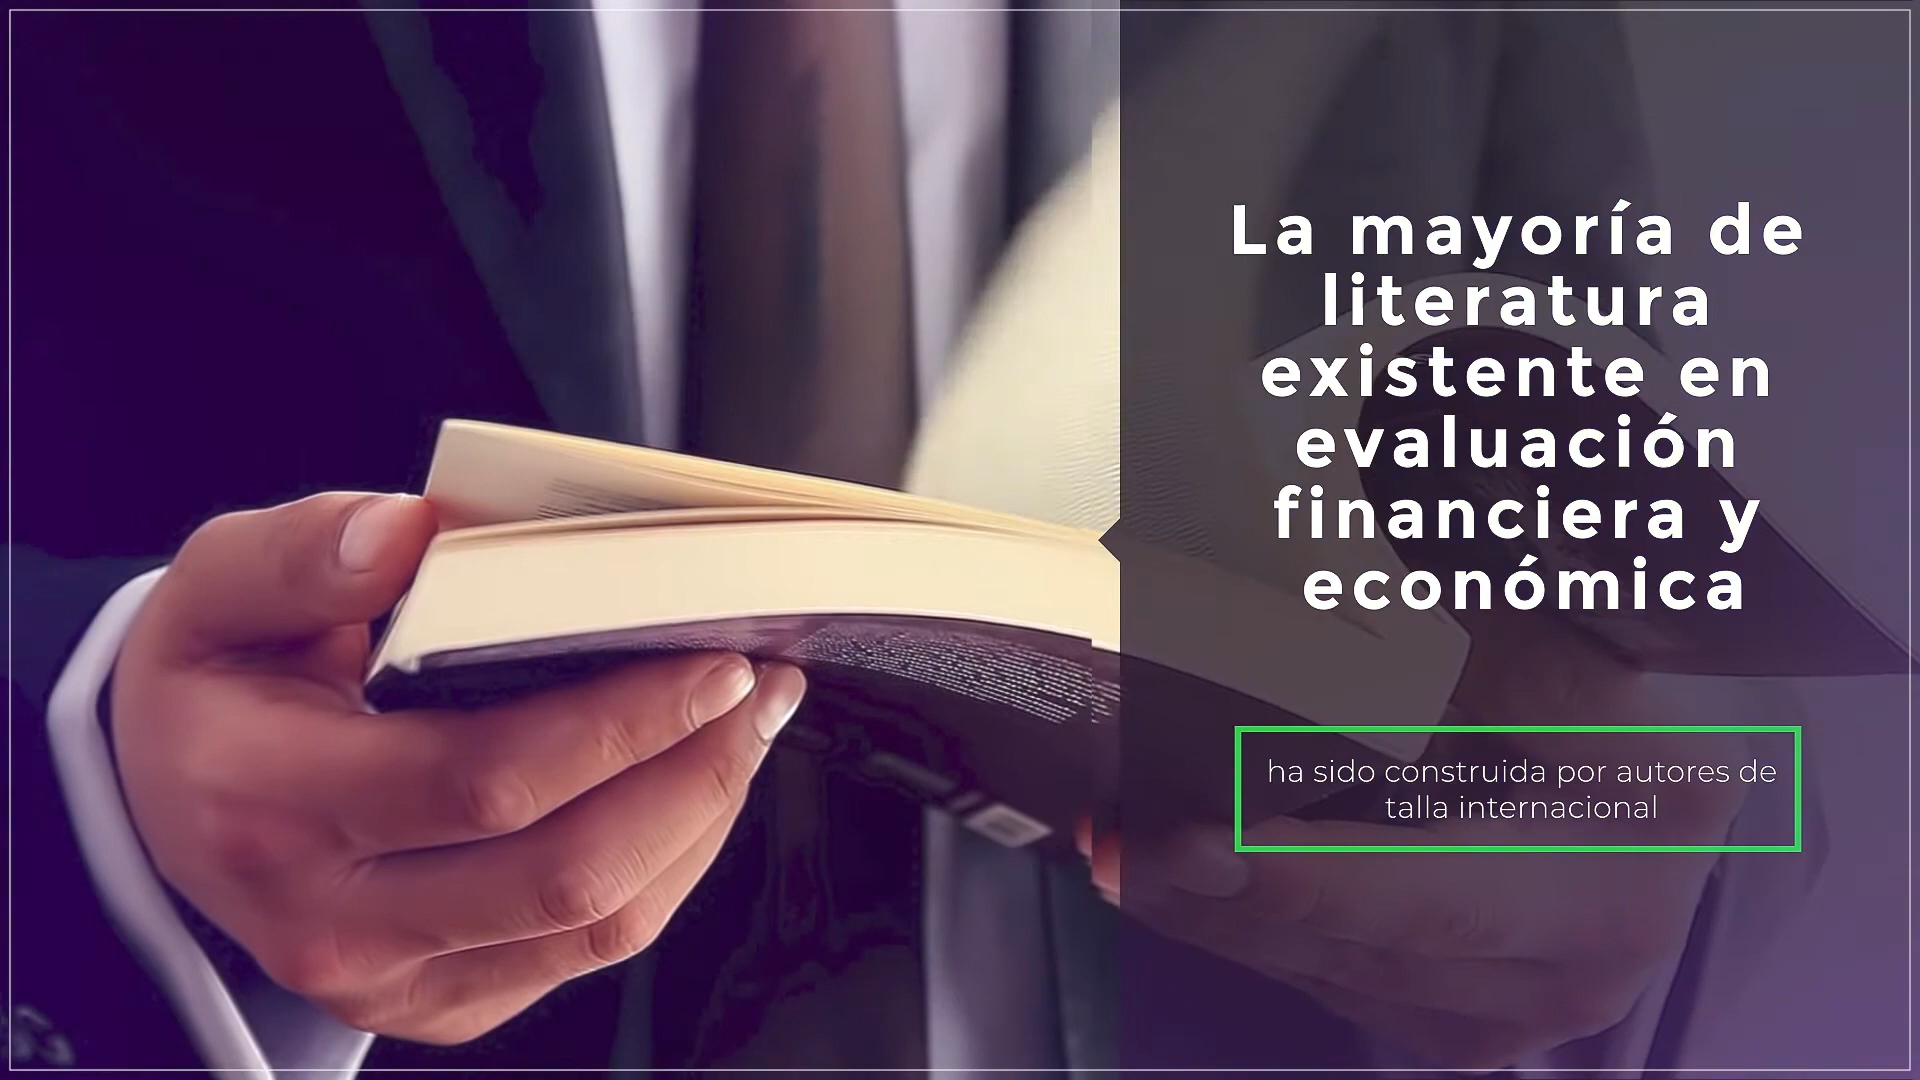 La mayoría de
literatura
existente en
evaluación
financiera y
económica
ha sido construida por autores de
talla internacional